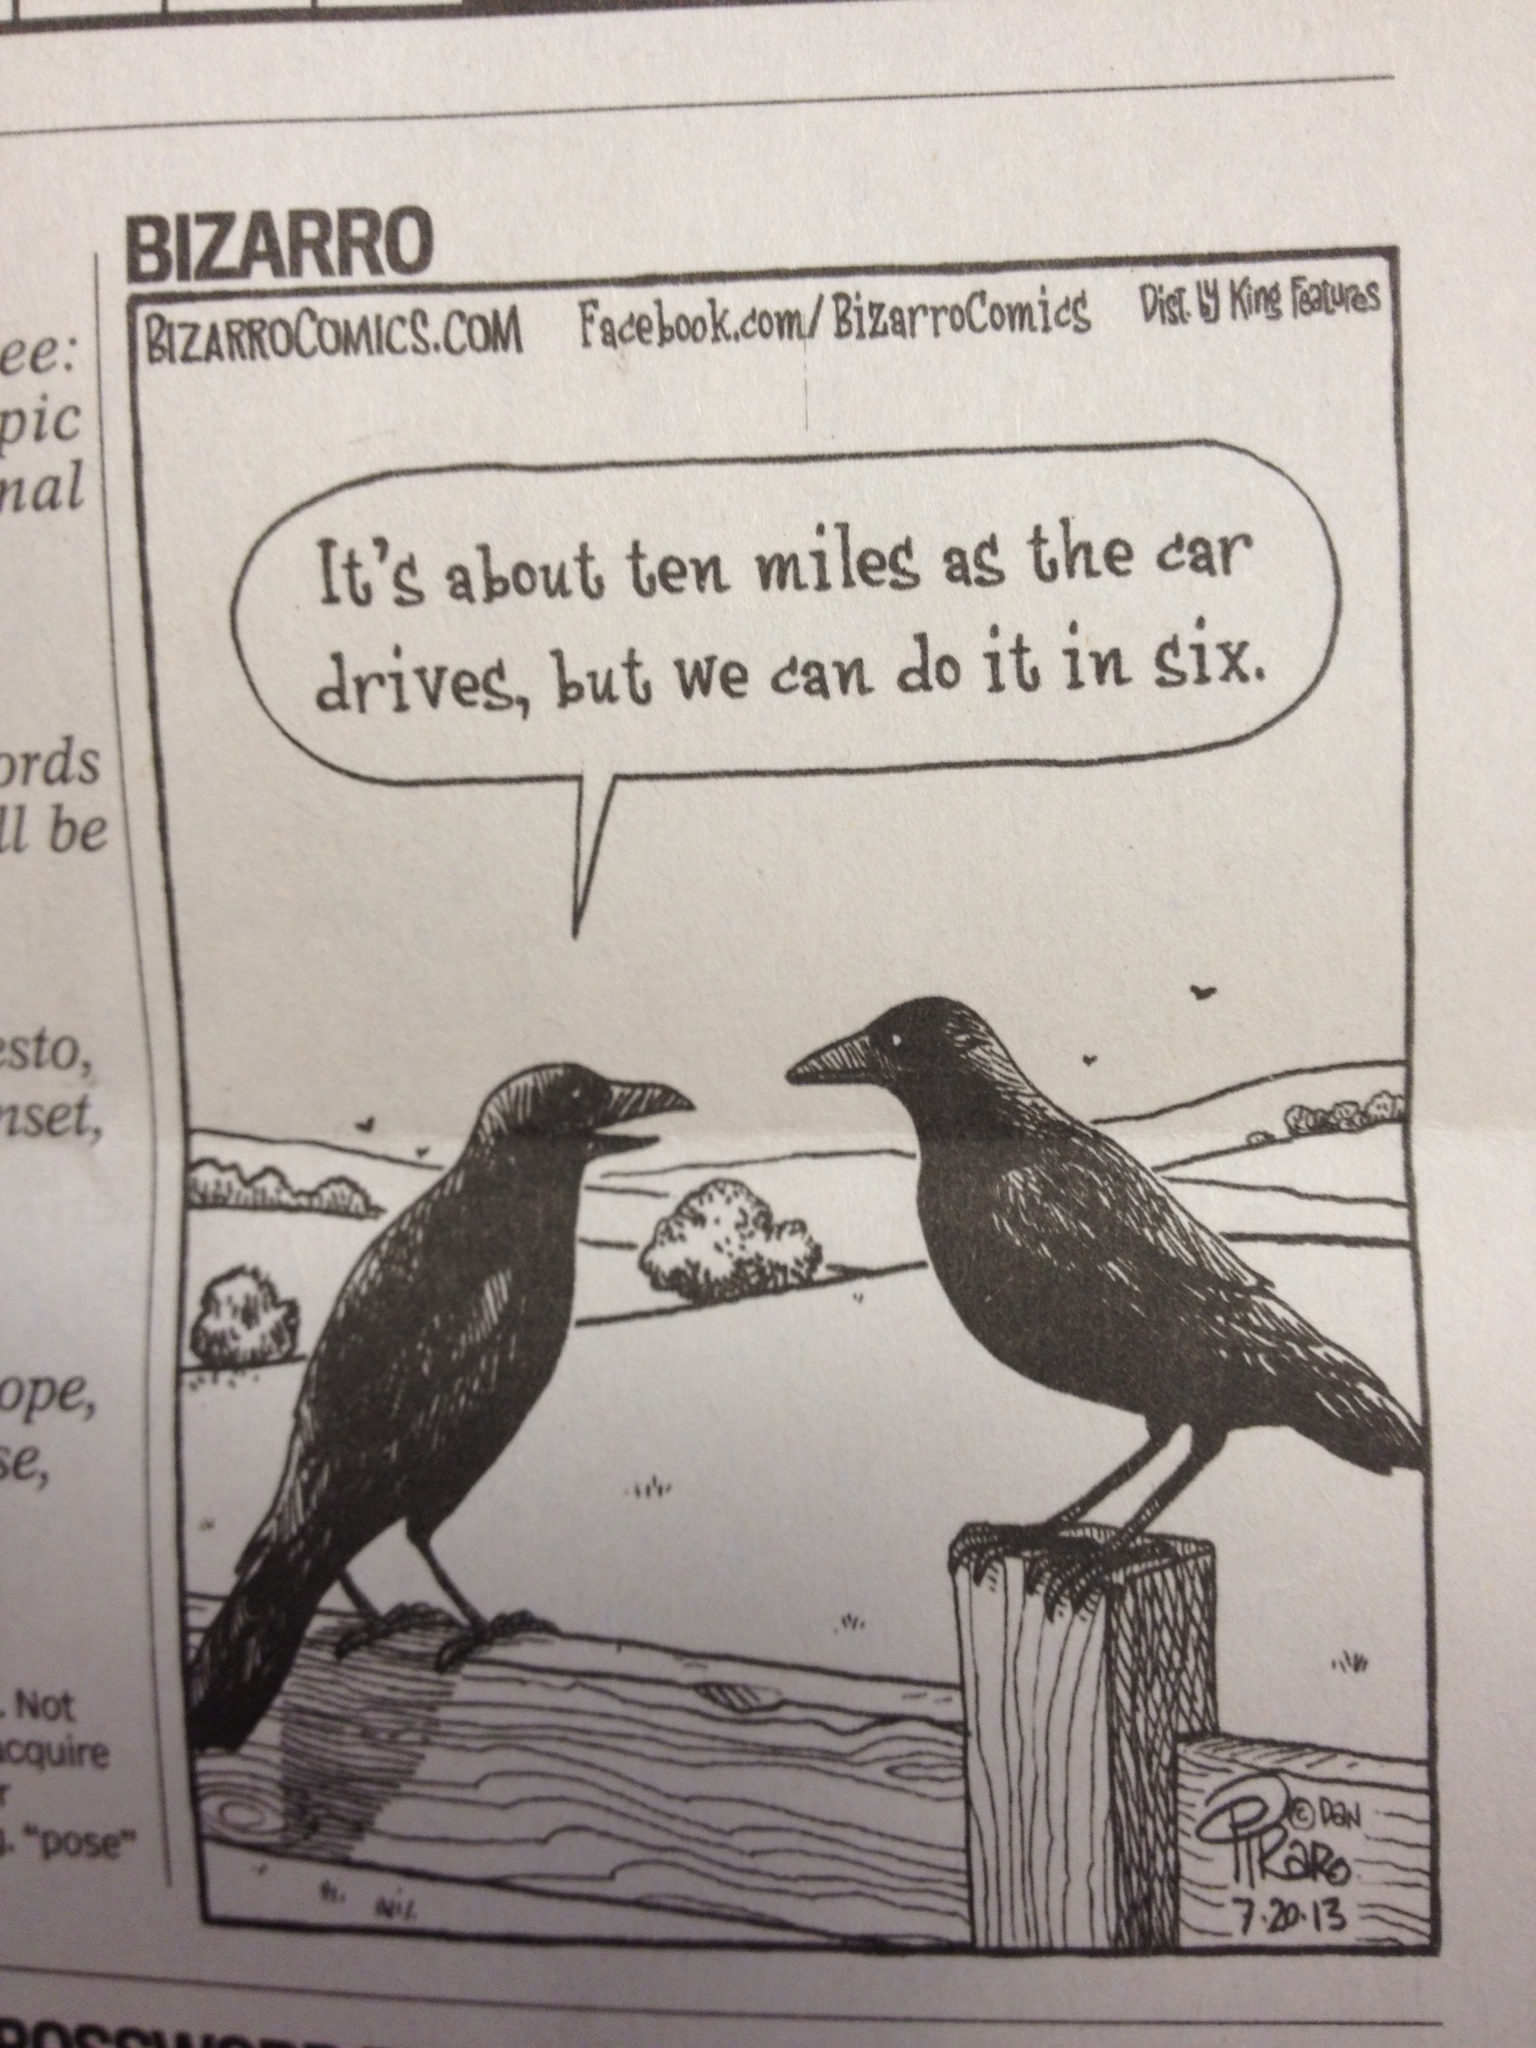 BIZARRO
BIZARROCOMICS.COM Facebook.com/BizarroComics Dist. by King Features
It's about ten miles as the car
drives, but we can do it in six.
© DAN
PIRARO
7.20.13
ee:
pic
nal
ords
ll be
esto,
nset,
ope,
se,
. Not
acquire
r
. "pose"